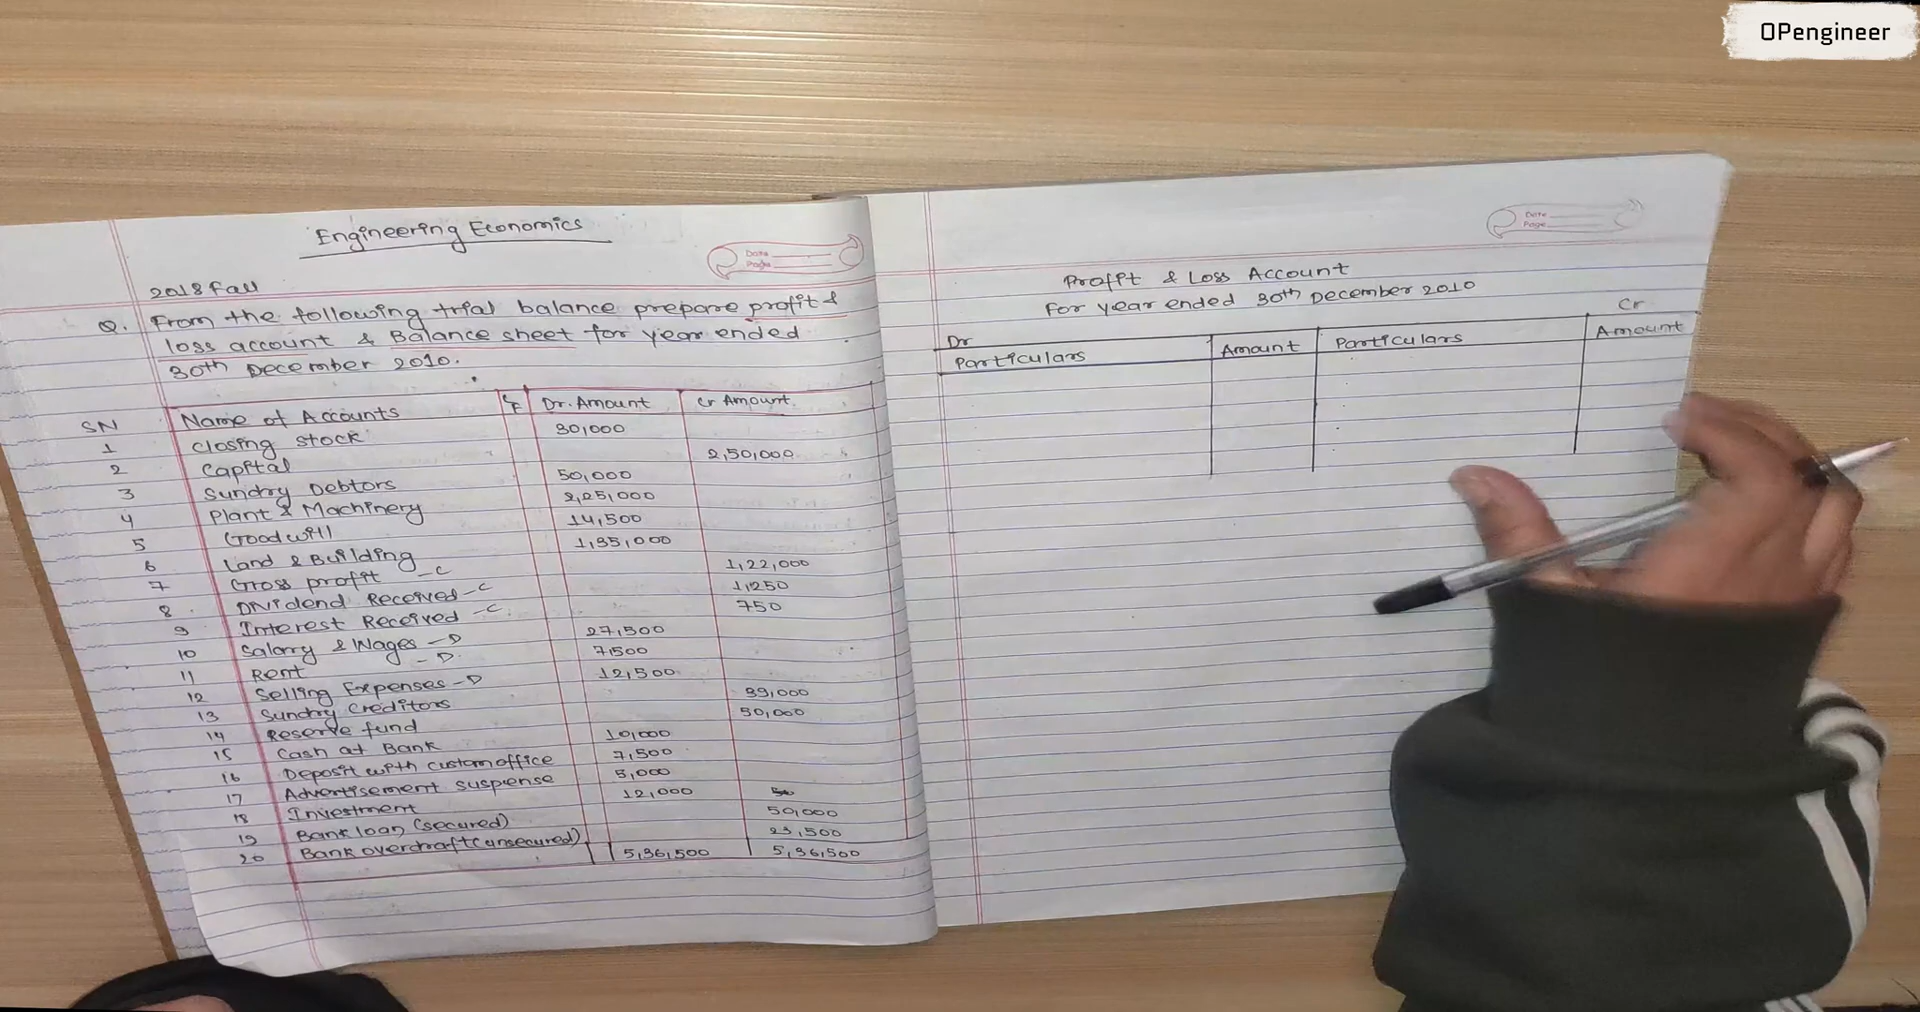 OPengineer
Engineering Economics
Date
Page
2018 Fall
Q. From the following trial balance prepare profit &
loss account & Balance sheet for year ended
30th December 2010.
SN Name of Accounts LF Dr. Amount Cr Amount.
1 Closing stock 30,000
2 Capital 2,50,000
3 Sundry Debtors 50,000
4 Plant & Machinery 2,25,000
5 Goodwill 14,500
6 Land & Building 1,35,000
7 Gross profit -C 1,22,000
8 Dividend Received -C 1,250
9 Interest Received -C 750
10 Salary & Wages -D 27,500
11 Rent -D 7,500
12 Selling Expenses -D 12,500
13 Sundry Creditors 39,000
14 Reserve fund 50,000
15 Cash at Bank 10,000
16 Deposit with custom office 7,500
17 Advertisement suspense 5,000
18 Investment 12,000
19 Bank loan (secured) 50,000
20 Bank overdraft (unsecured) 23,500
5,36,500 5,36,500
Date
Page
Profit & Loss Account
For year ended 30th December 2010
Dr Cr
Particulars Amount Particulars Amount